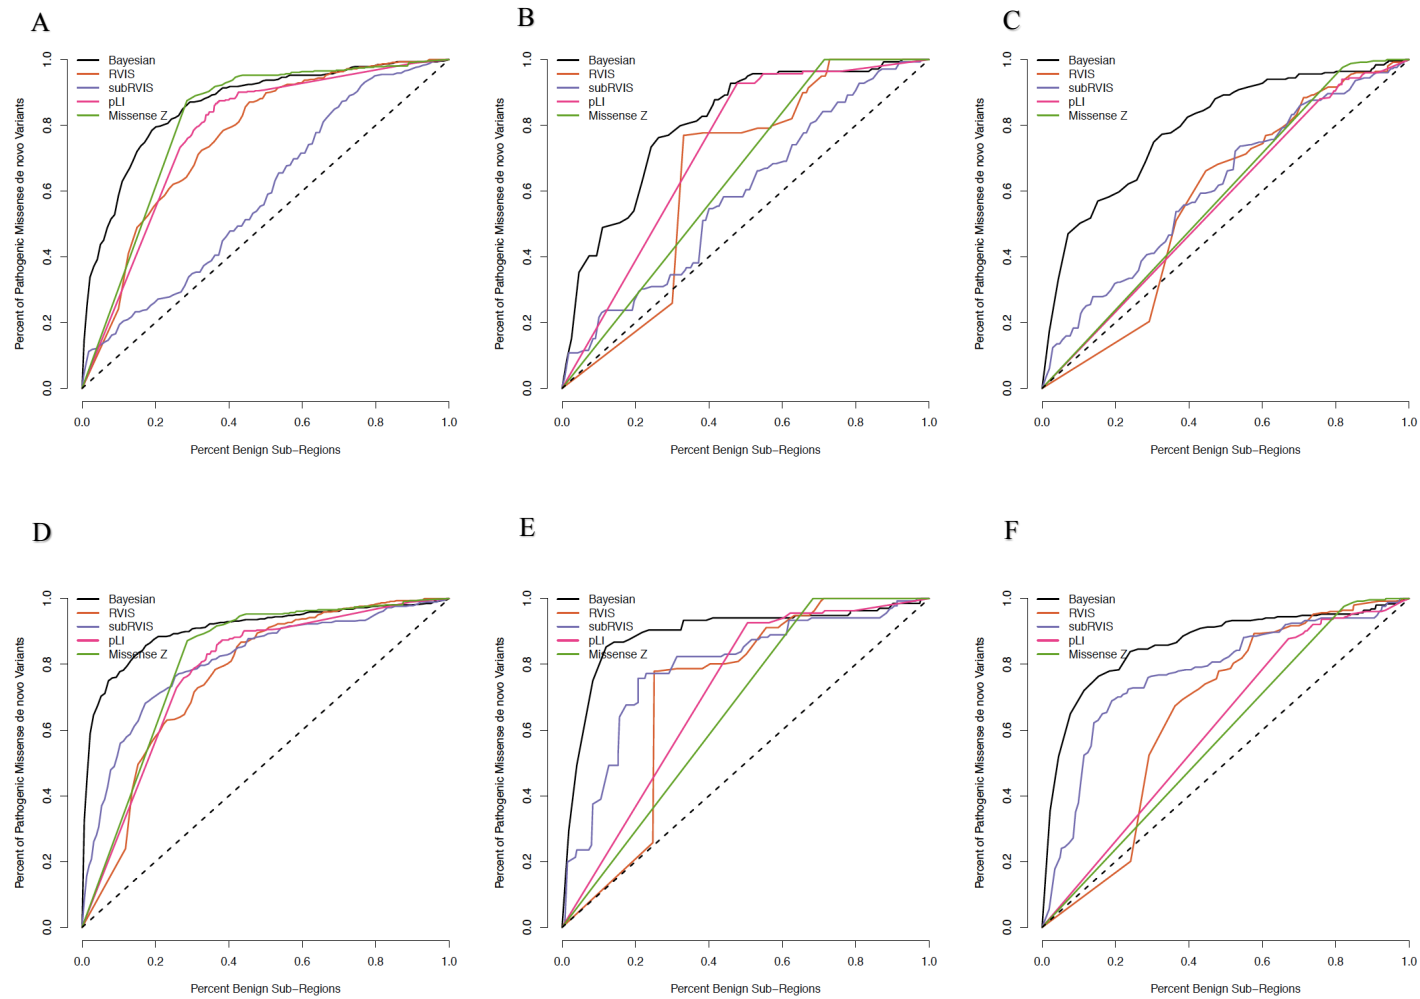 A
Percent of Pathogenic Missense de novo Variants
1.0
0.8
0.6
0.4
0.2
0.0
Bayesian
RVIS
subRVIS
pLI
Missense Z
0.0 0.2 0.4 0.6 0.8 1.0
Percent Benign Sub−Regions
B
Percent of Pathogenic Missense de novo Variants
1.0
0.8
0.6
0.4
0.2
0.0
Bayesian
RVIS
subRVIS
pLI
Missense Z
0.0 0.2 0.4 0.6 0.8 1.0
Percent Benign Sub−Regions
C
Percent of Pathogenic Missense de novo Variants
1.0
0.8
0.6
0.4
0.2
0.0
Bayesian
RVIS
subRVIS
pLI
Missense Z
0.0 0.2 0.4 0.6 0.8 1.0
Percent Benign Sub−Regions
D
Percent of Pathogenic Missense de novo Variants
1.0
0.8
0.6
0.4
0.2
0.0
Bayesian
RVIS
subRVIS
pLI
Missense Z
0.0 0.2 0.4 0.6 0.8 1.0
Percent Benign Sub−Regions
E
Percent of Pathogenic Missense de novo Variants
1.0
0.8
0.6
0.4
0.2
0.0
Bayesian
RVIS
subRVIS
pLI
Missense Z
0.0 0.2 0.4 0.6 0.8 1.0
Percent Benign Sub−Regions
F
Percent of Pathogenic Missense de novo Variants
1.0
0.8
0.6
0.4
0.2
0.0
Bayesian
RVIS
subRVIS
pLI
Missense Z
0.0 0.2 0.4 0.6 0.8 1.0
Percent Benign Sub−Regions